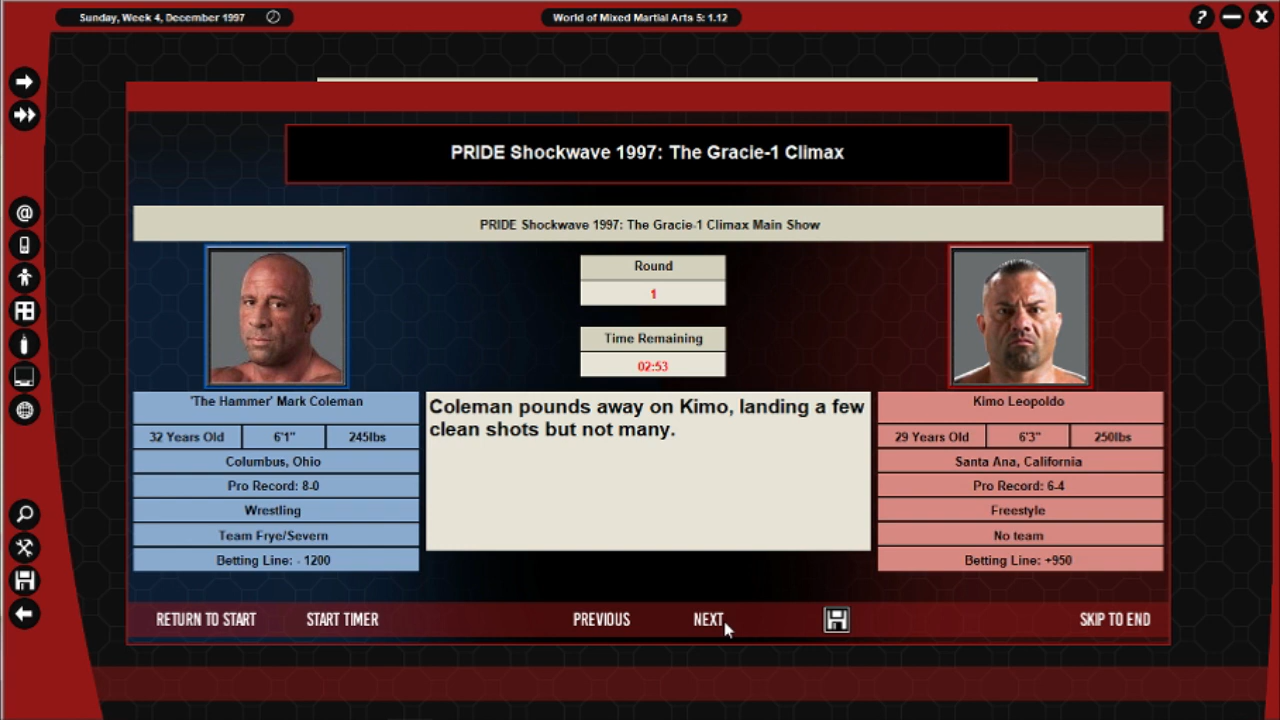 Sunday, Week 4, December 1997
World of Mixed Martial Arts 5: 1.12
?
X
@
PRIDE Shockwave 1997: The Gracie-1 Climax
PRIDE Shockwave 1997: The Gracie-1 Climax Main Show
Round
1
Time Remaining
02:53
'The Hammer' Mark Coleman
32 Years Old
6'1"
245lbs
Columbus, Ohio
Pro Record: 8-0
Wrestling
Team Frye/Severn
Betting Line: - 1200
Coleman pounds away on Kimo, landing a few
clean shots but not many.
Kimo Leopoldo
29 Years Old
6'3"
250lbs
Santa Ana, California
Pro Record: 6-4
Freestyle
No team
Betting Line: +950
RETURN TO START
START TIMER
PREVIOUS
NEXT
SKIP TO END